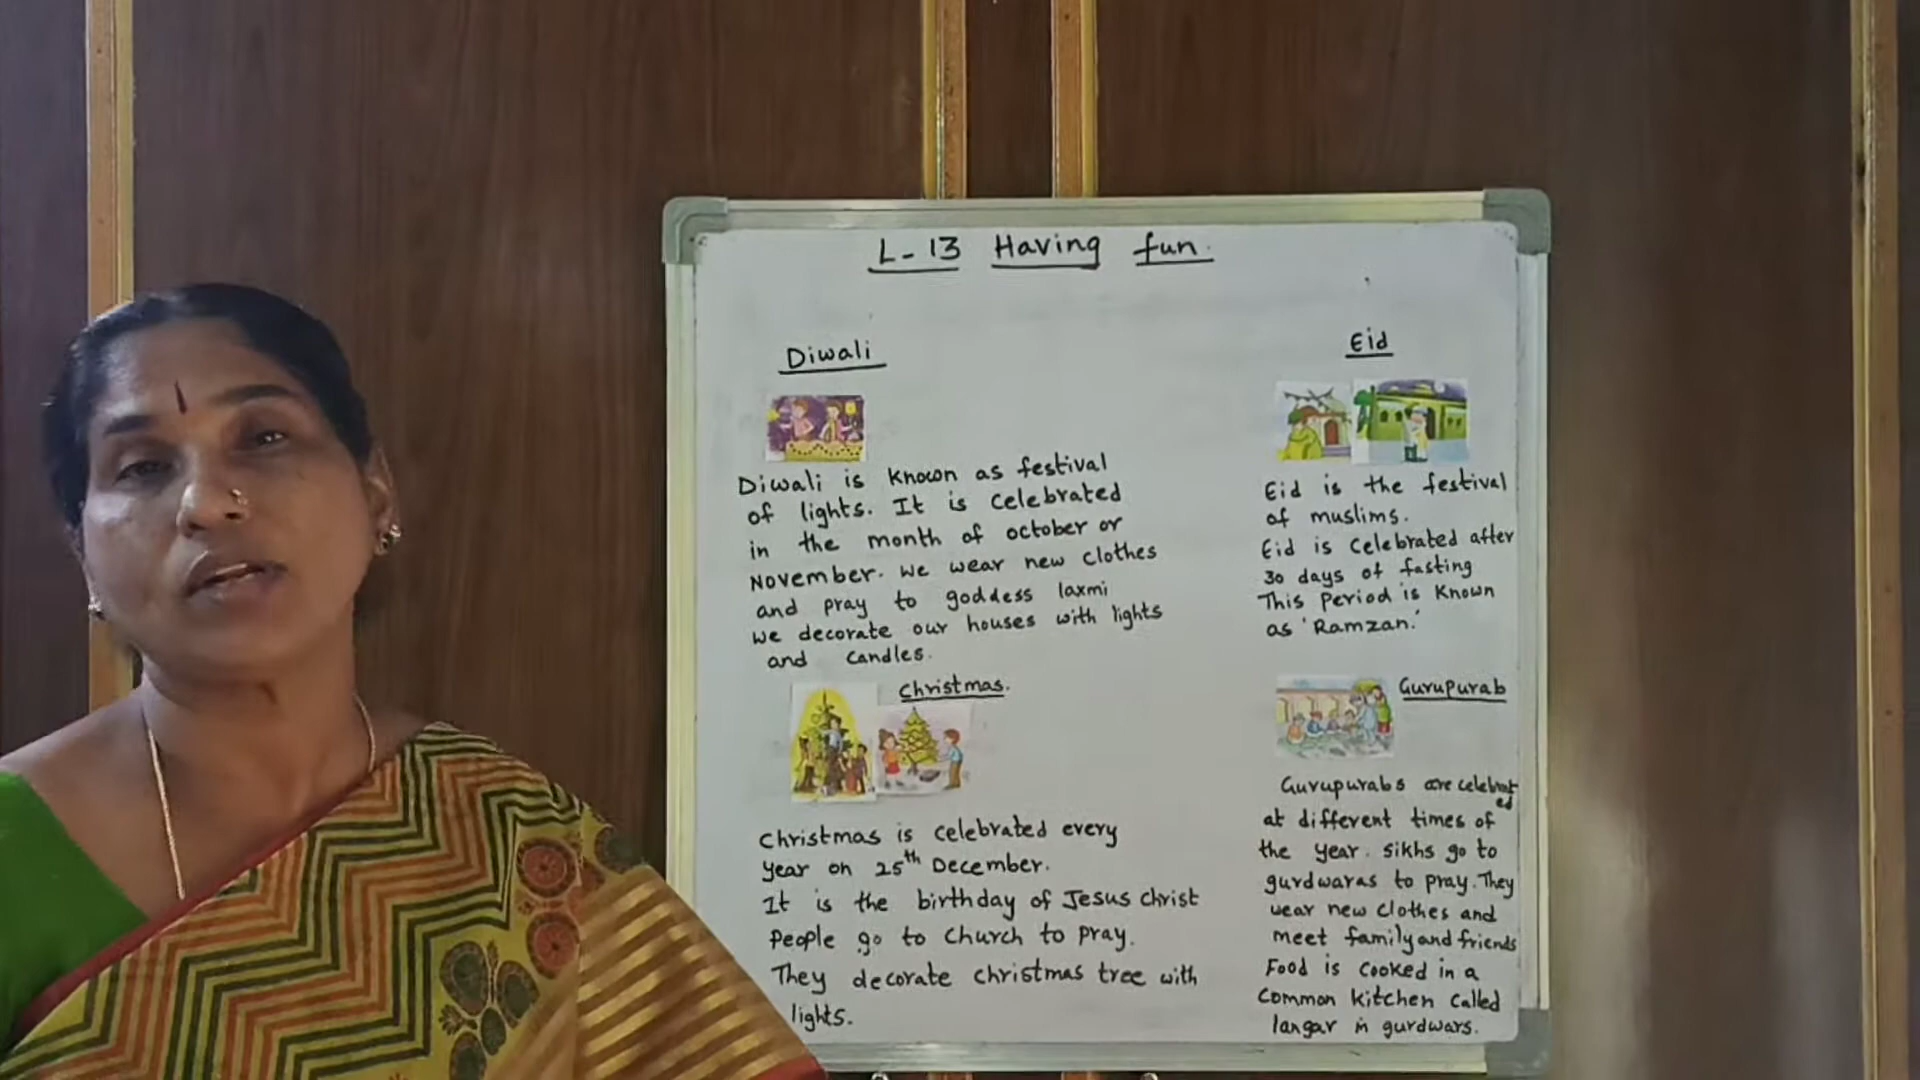 L-13 Having fun.
Diwali
Diwali is known as festival
of lights. It is celebrated
in the month of october or
November. We wear new clothes
and pray to goddess laxmi
we decorate our houses with lights
and candles.
Eid
Eid is the festival
of muslims.
Eid is celebrated after
30 days of fasting
This Period is Known
as 'Ramzan.'
Christmas.
Christmas is celebrated every
year on 25th December.
It is the birthday of Jesus Christ
People go to Church to pray.
They decorate christmas tree with
lights.
Gurupurab
Gurupurabs are celebrated
at different times of
the year. Sikhs go to
gurdwaras to pray. They
wear new clothes and
meet family and friends
Food is cooked in a
Common kitchen called
langar in gurdwars.